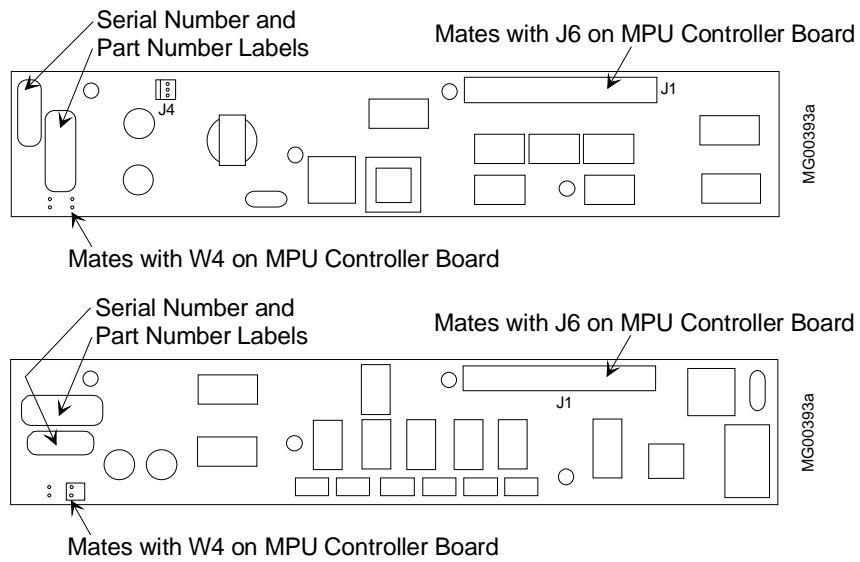 Serial Number and
Part Number Labels
Mates with J6 on MPU Controller Board
J4
J1
MG00393a
Mates with W4 on MPU Controller Board
Serial Number and
Part Number Labels
Mates with J6 on MPU Controller Board
J1
MG00393a
Mates with W4 on MPU Controller Board